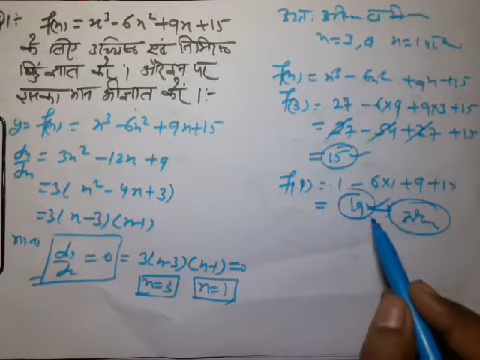 f(x) = x³-6x²+9x+15
के लिए उच्चिष्ठ एवं निम्निष्ठ
बिंदु ज्ञात करें। और इन पर
इसका मान भी ज्ञात करें।:-
y = f(x) = x³-6x²+9x+15
dy/dx = 3x²-12x+9
= 3(x²-4x+3)
= 3(x-3)(x-1)
माना
dy/dx = 0 = 3(x-3)(x-1)=0
x=3 x=1
अतः
x=3, x=1
f(x) = x³-6x²+9x+15
f(3) = 27-6×9+9×3+15
= 27-54+27+15
= 15
f(1) = 1-6×1+9+15
= 19